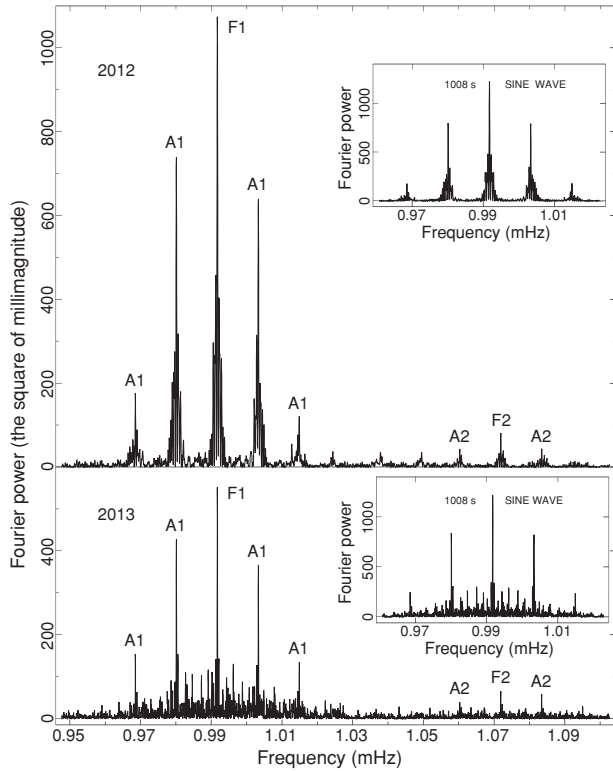 Fourier power (the square of millimagnitude)
1000
800
600
400
200
0
2012
F1
A1
A1
A1
A1
A2
F2
A2
1008 s SINE WAVE
Fourier power
1000
500
0
0.97 0.99 1.01
Frequency (mHz)
400
200
0
2013
F1
A1
A1
A1
A1
A2
F2
A2
1008 s SINE WAVE
Fourier power
1000
500
0
0.97 0.99 1.01
Frequency (mHz)
0.95 0.97 0.99 1.01 1.03 1.05 1.07 1.09
Frequency (mHz)